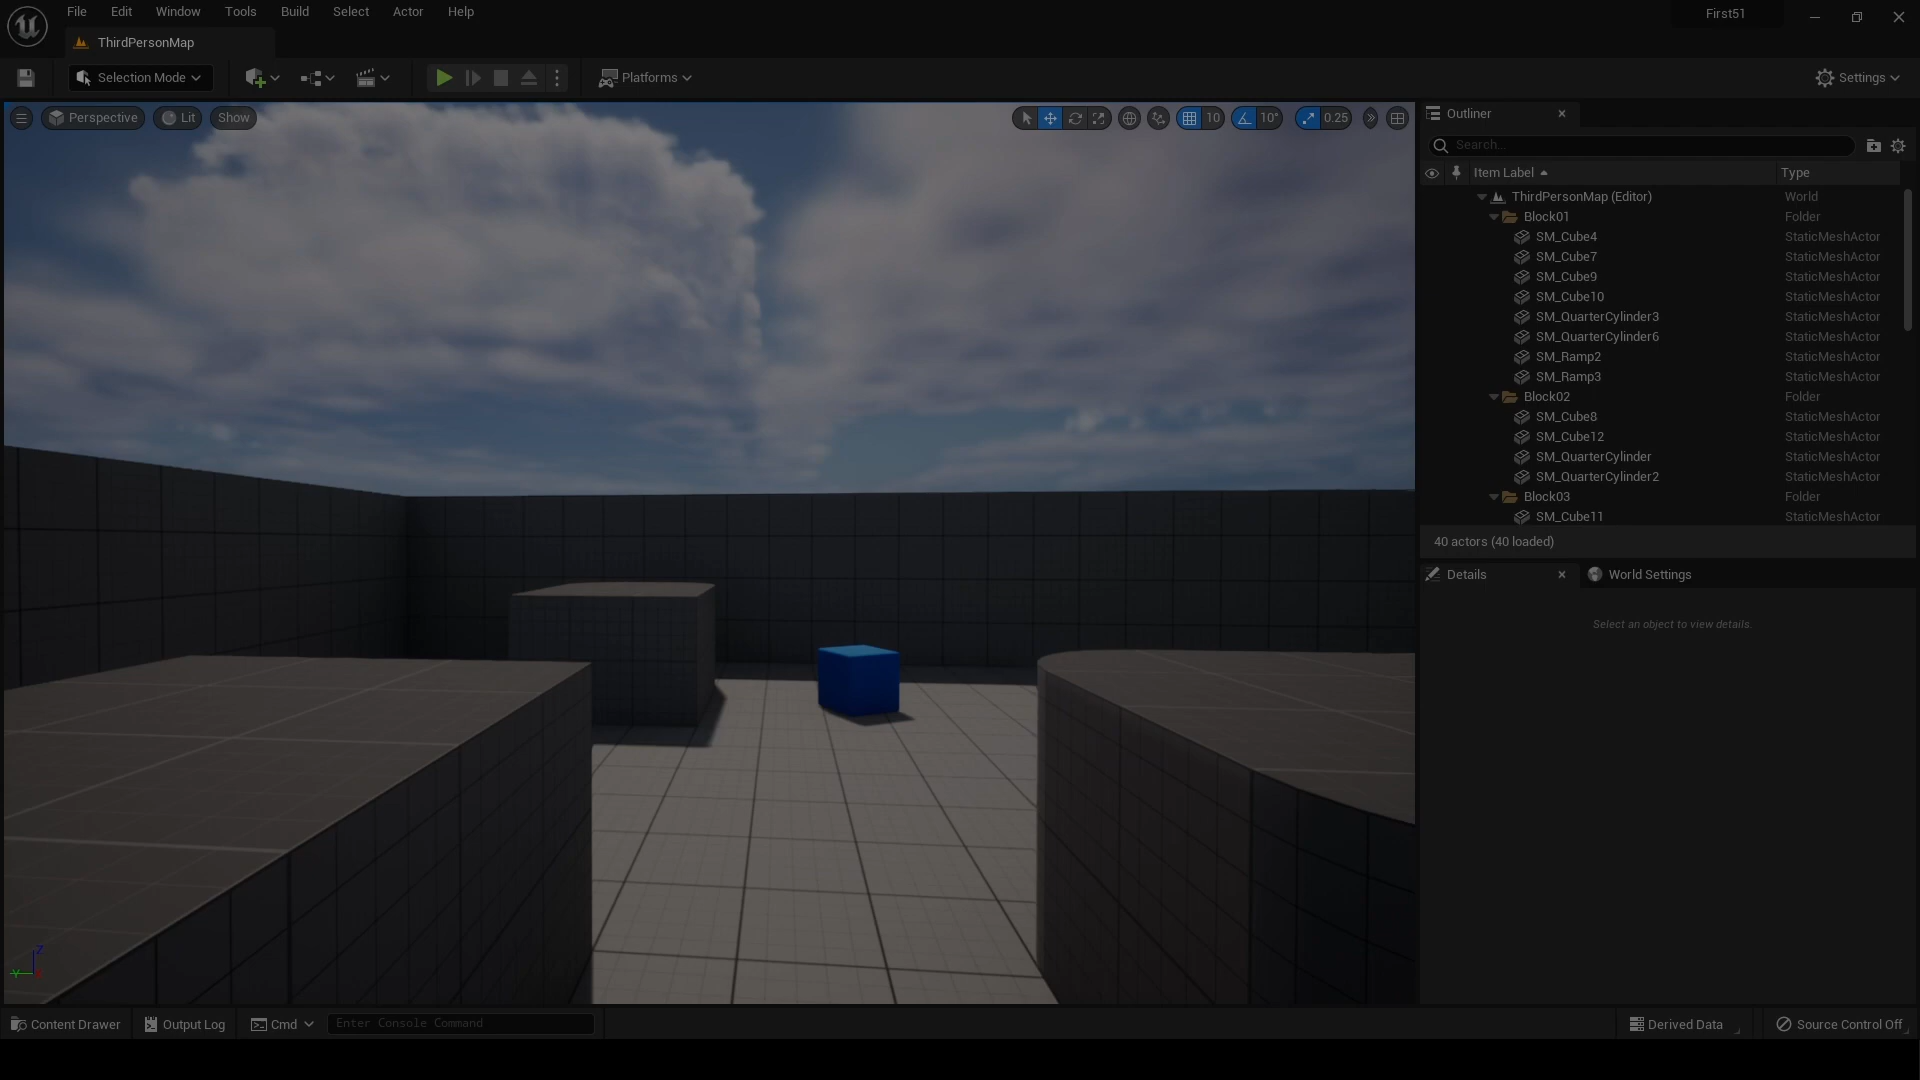 File Edit Window Tools Build Select Actor Help
First51
ThirdPersonMap
Selection Mode
Platforms
Settings
Perspective
Lit
Show
10
10°
0.25
Outliner
Search...
Item Label
Type
ThirdPersonMap (Editor) World
Block01 Folder
SM_Cube4 StaticMeshActor
SM_Cube7 StaticMeshActor
SM_Cube9 StaticMeshActor
SM_Cube10 StaticMeshActor
SM_QuarterCylinder3 StaticMeshActor
SM_QuarterCylinder6 StaticMeshActor
SM_Ramp2 StaticMeshActor
SM_Ramp3 StaticMeshActor
Block02 Folder
SM_Cube8 StaticMeshActor
SM_Cube12 StaticMeshActor
SM_QuarterCylinder StaticMeshActor
SM_QuarterCylinder2 StaticMeshActor
Block03 Folder
SM_Cube11 StaticMeshActor
40 actors (40 loaded)
Details
World Settings
Select an object to view details.
Z
Y
Content Drawer
Output Log
Cmd
Enter Console Command
Derived Data
Source Control Off